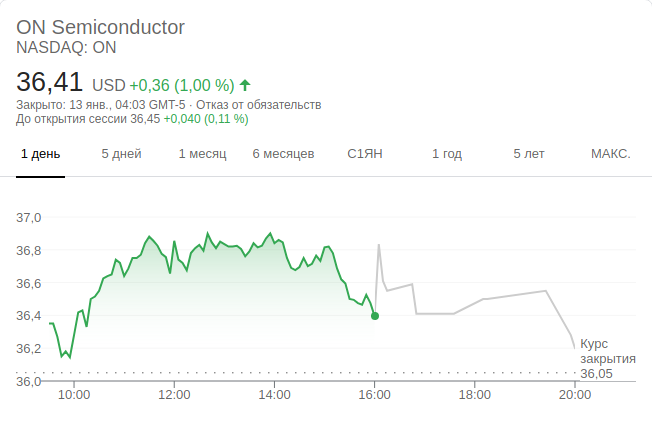 ON Semiconductor
NASDAQ: ON
36,41 USD +0,36 (1,00 %)
Закрыто: 13 янв., 04:03 GMT-5 · Отказ от обязательств
До открытия сессии 36,45 +0,040 (0,11 %)
1 день 5 дней 1 месяц 6 месяцев С1ЯН 1 год 5 лет МАКС.
37,0
36,8
36,6
36,4
36,2
36,0
Курс
закрытия
36,05
10:00 12:00 14:00 16:00 18:00 20:00